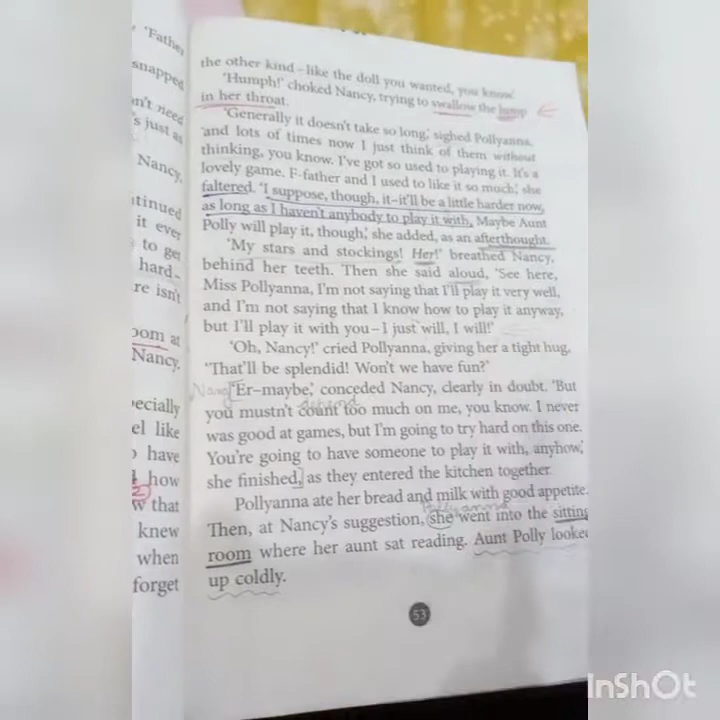 'Father
snapped
n't need
's just as
Nancy,
ntinued
it ever
to get
hard-
re isn't
oom at
Nancy.
pecially
el like
have
how
w that
knew
when
forget
the other kind – like the doll you wanted, you know.'
'Humph!' choked Nancy, trying to swallow the lump
in her throat.
'Generally it doesn't take so long,' sighed Pollyanna,
'and lots of times now I just think of them without
thinking, you know. I've got so used to playing it. It's a
lovely game. F-father and I used to like it so much,' she
faltered. 'I suppose, though, it–it'll be a little harder now,
as long as I haven't anybody to play it with. Maybe Aunt
Polly will play it, though,' she added, as an afterthought.
'My stars and stockings! Her!' breathed Nancy,
behind her teeth. Then she said aloud, 'See here,
Miss Pollyanna, I'm not saying that I'll play it very well,
and I'm not saying that I know how to play it anyway,
but I'll play it with you – I just will, I will!'
'Oh, Nancy!' cried Pollyanna, giving her a tight hug,
'That'll be splendid! Won't we have fun?'
Nancy 'Er–maybe,' conceded Nancy, clearly in doubt. 'But
depend
you mustn't count too much on me, you know. I never
was good at games, but I'm going to try hard on this one.
You're going to have someone to play it with, anyhow,'
she finished, as they entered the kitchen together.
Pollyanna ate her bread and milk with good appetite.
Pollyanna
Then, at Nancy's suggestion, she went into the sitting
room where her aunt sat reading. Aunt Polly looked
up coldly.
53
InShOt